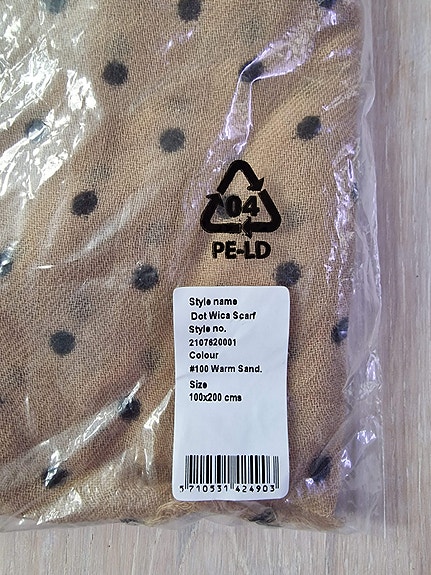 04
PE-LD
Style name
Dot Wica Scarf
Style no.
2107620001
Colour
#100 Warm Sand.
Size
100x200 cms
5 710531 424903